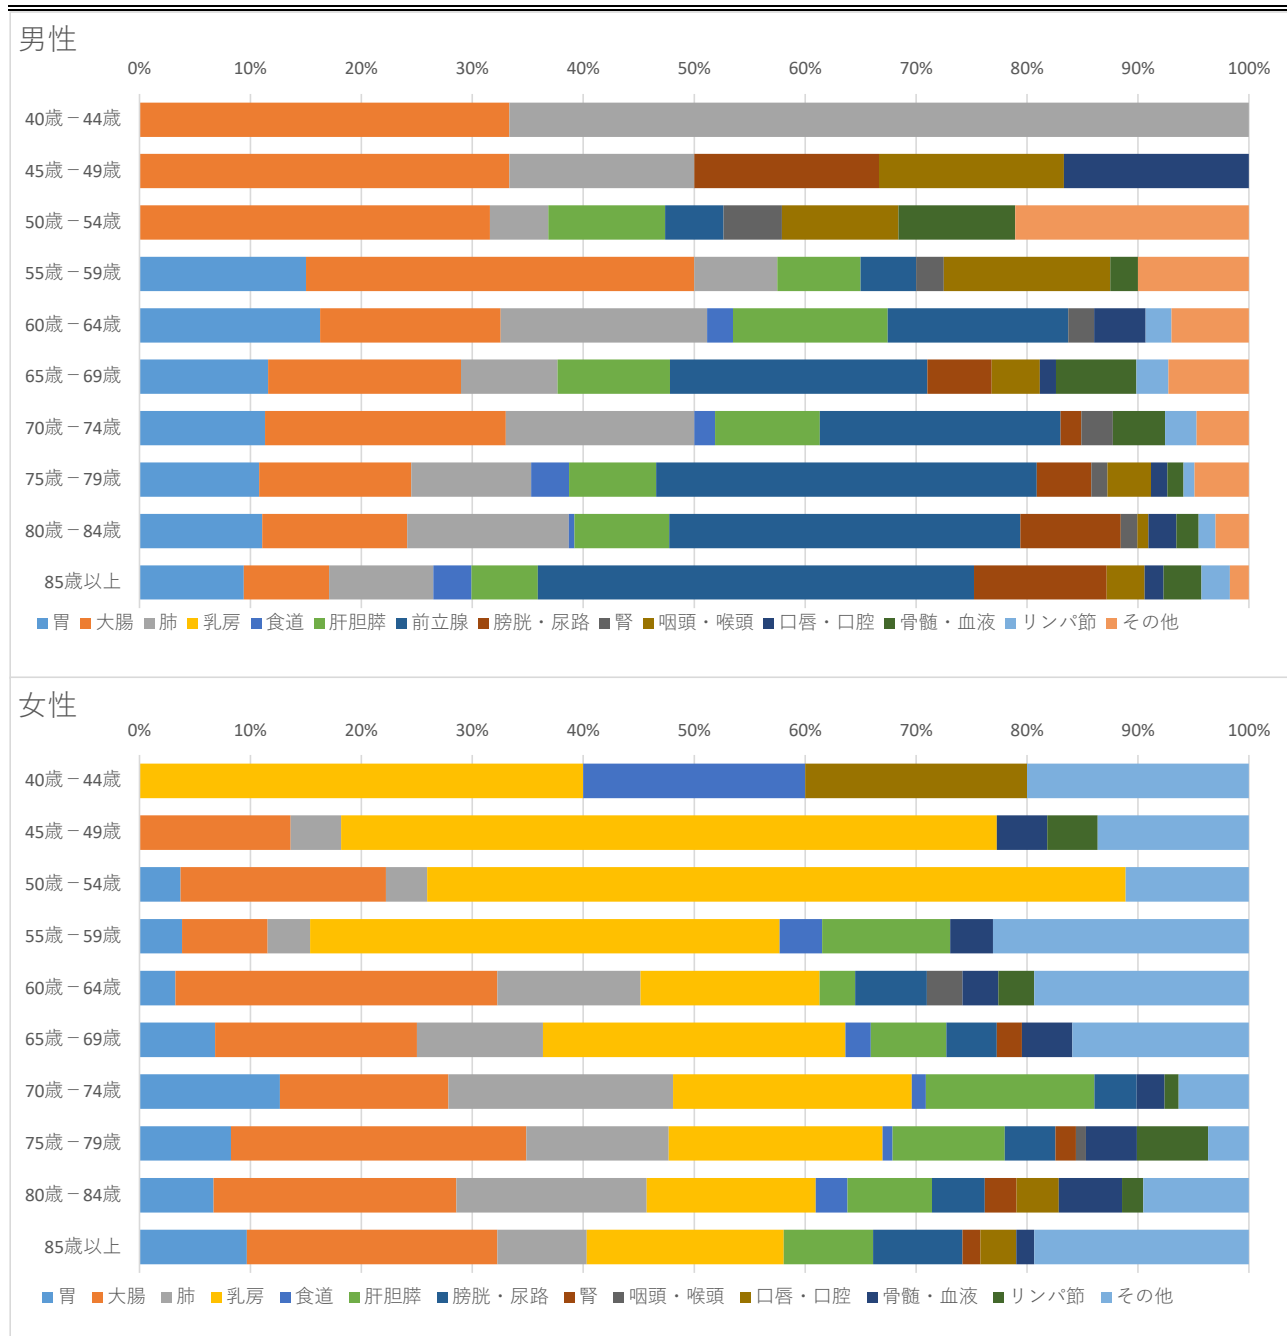 男性
0% 10% 20% 30% 40% 50% 60% 70% 80% 90% 100%
40歳－44歳
45歳－49歳
50歳－54歳
55歳－59歳
60歳－64歳
65歳－69歳
70歳－74歳
75歳－79歳
80歳－84歳
85歳以上
胃 大腸 肺 乳房 食道 肝胆膵 前立腺 膀胱・尿路 腎 咽頭・喉頭 口唇・口腔 骨髄・血液 リンパ節 その他
女性
0% 10% 20% 30% 40% 50% 60% 70% 80% 90% 100%
40歳－44歳
45歳－49歳
50歳－54歳
55歳－59歳
60歳－64歳
65歳－69歳
70歳－74歳
75歳－79歳
80歳－84歳
85歳以上
胃 大腸 肺 乳房 食道 肝胆膵 膀胱・尿路 腎 咽頭・喉頭 口唇・口腔 骨髄・血液 リンパ節 その他